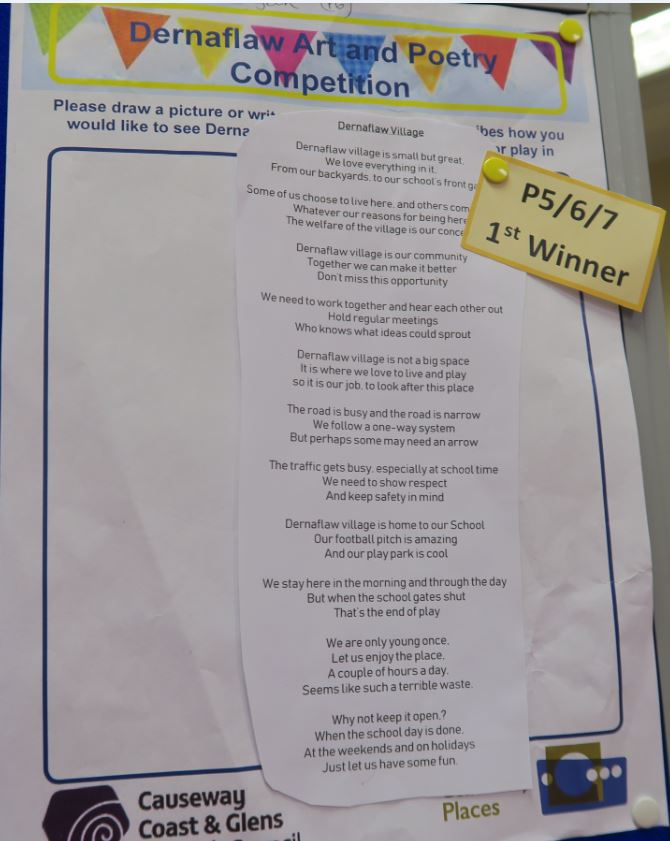 Dernaflaw Art and Poetry
Competition
Please draw a picture or
would like to see
how you
play in
P5/6/7
1st Winner
Dernaflaw Village
Dernaflaw village is small but great,
We love everything in it,
From our backyards, to our school's front
Some of us choose to live here, and others
Whatever our reasons for being here
The welfare of the village is our
Dernaflaw village is our community
Together we can make it better
Don't miss this opportunity
We need to work together and hear each other out
Hold regular meetings
Who knows what ideas could sprout
Dernaflaw village is not a big space
It is where we love to live and play
so it is our job, to look after this place
The road is busy and the road is narrow
We follow a one-way system
But perhaps some may need an arrow
The traffic gets busy, especially at school time
We need to show respect
And keep safety in mind
Dernaflaw village is home to our School
Our football pitch is amazing
And our play park is cool
We stay here in the morning and through the day
But when the school gates shut
That's the end of play
We are only young once,
Let us enjoy the place,
A couple of hours a day,
Seems like such a terrible waste.
Why not keep it open,?
When the school day is done,
At the weekends and on holidays
Just let us have some fun.
Causeway
Coast & Glens
Places